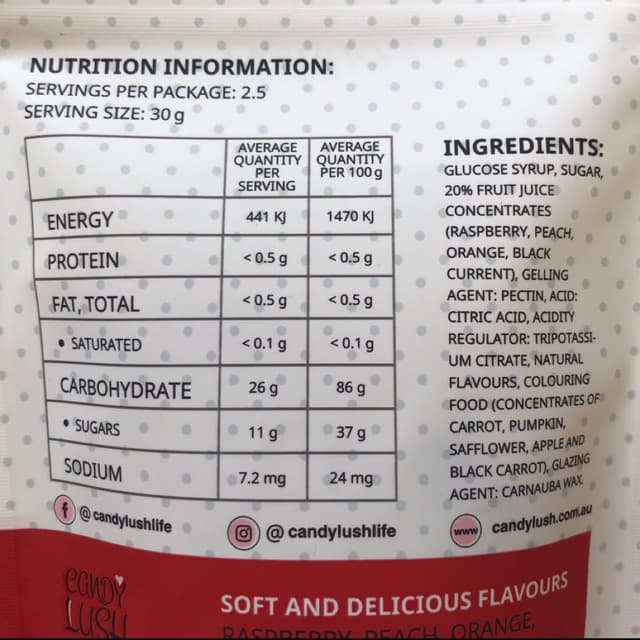 NUTRITION INFORMATION:
SERVINGS PER PACKAGE: 2.5
SERVING SIZE: 30 g
AVERAGE QUANTITY PER SERVING
AVERAGE QUANTITY PER 100 g
ENERGY 441 KJ 1470 KJ
PROTEIN < 0.5 g < 0.5 g
FAT, TOTAL < 0.5 g < 0.5 g
• SATURATED < 0.1 g < 0.1 g
CARBOHYDRATE 26 g 86 g
• SUGARS 11 g 37 g
SODIUM 7.2 mg 24 mg
INGREDIENTS:
GLUCOSE SYRUP, SUGAR,
20% FRUIT JUICE
CONCENTRATES
(RASPBERRY, PEACH,
ORANGE, BLACK
CURRENT), GELLING
AGENT: PECTIN, ACID:
CITRIC ACID, ACIDITY
REGULATOR: TRIPOTASSI-
UM CITRATE, NATURAL
FLAVOURS, COLOURING
FOOD (CONCENTRATES OF
CARROT, PUMPKIN,
SAFFLOWER, APPLE AND
BLACK CARROT), GLAZING
AGENT: CARNAUBA WAX.
f @candylushlife
@candylushlife
www candylush.com.au
CANDY
LUSH
SOFT AND DELICIOUS FLAVOURS
RASPBERRY, PEACH, ORANGE,